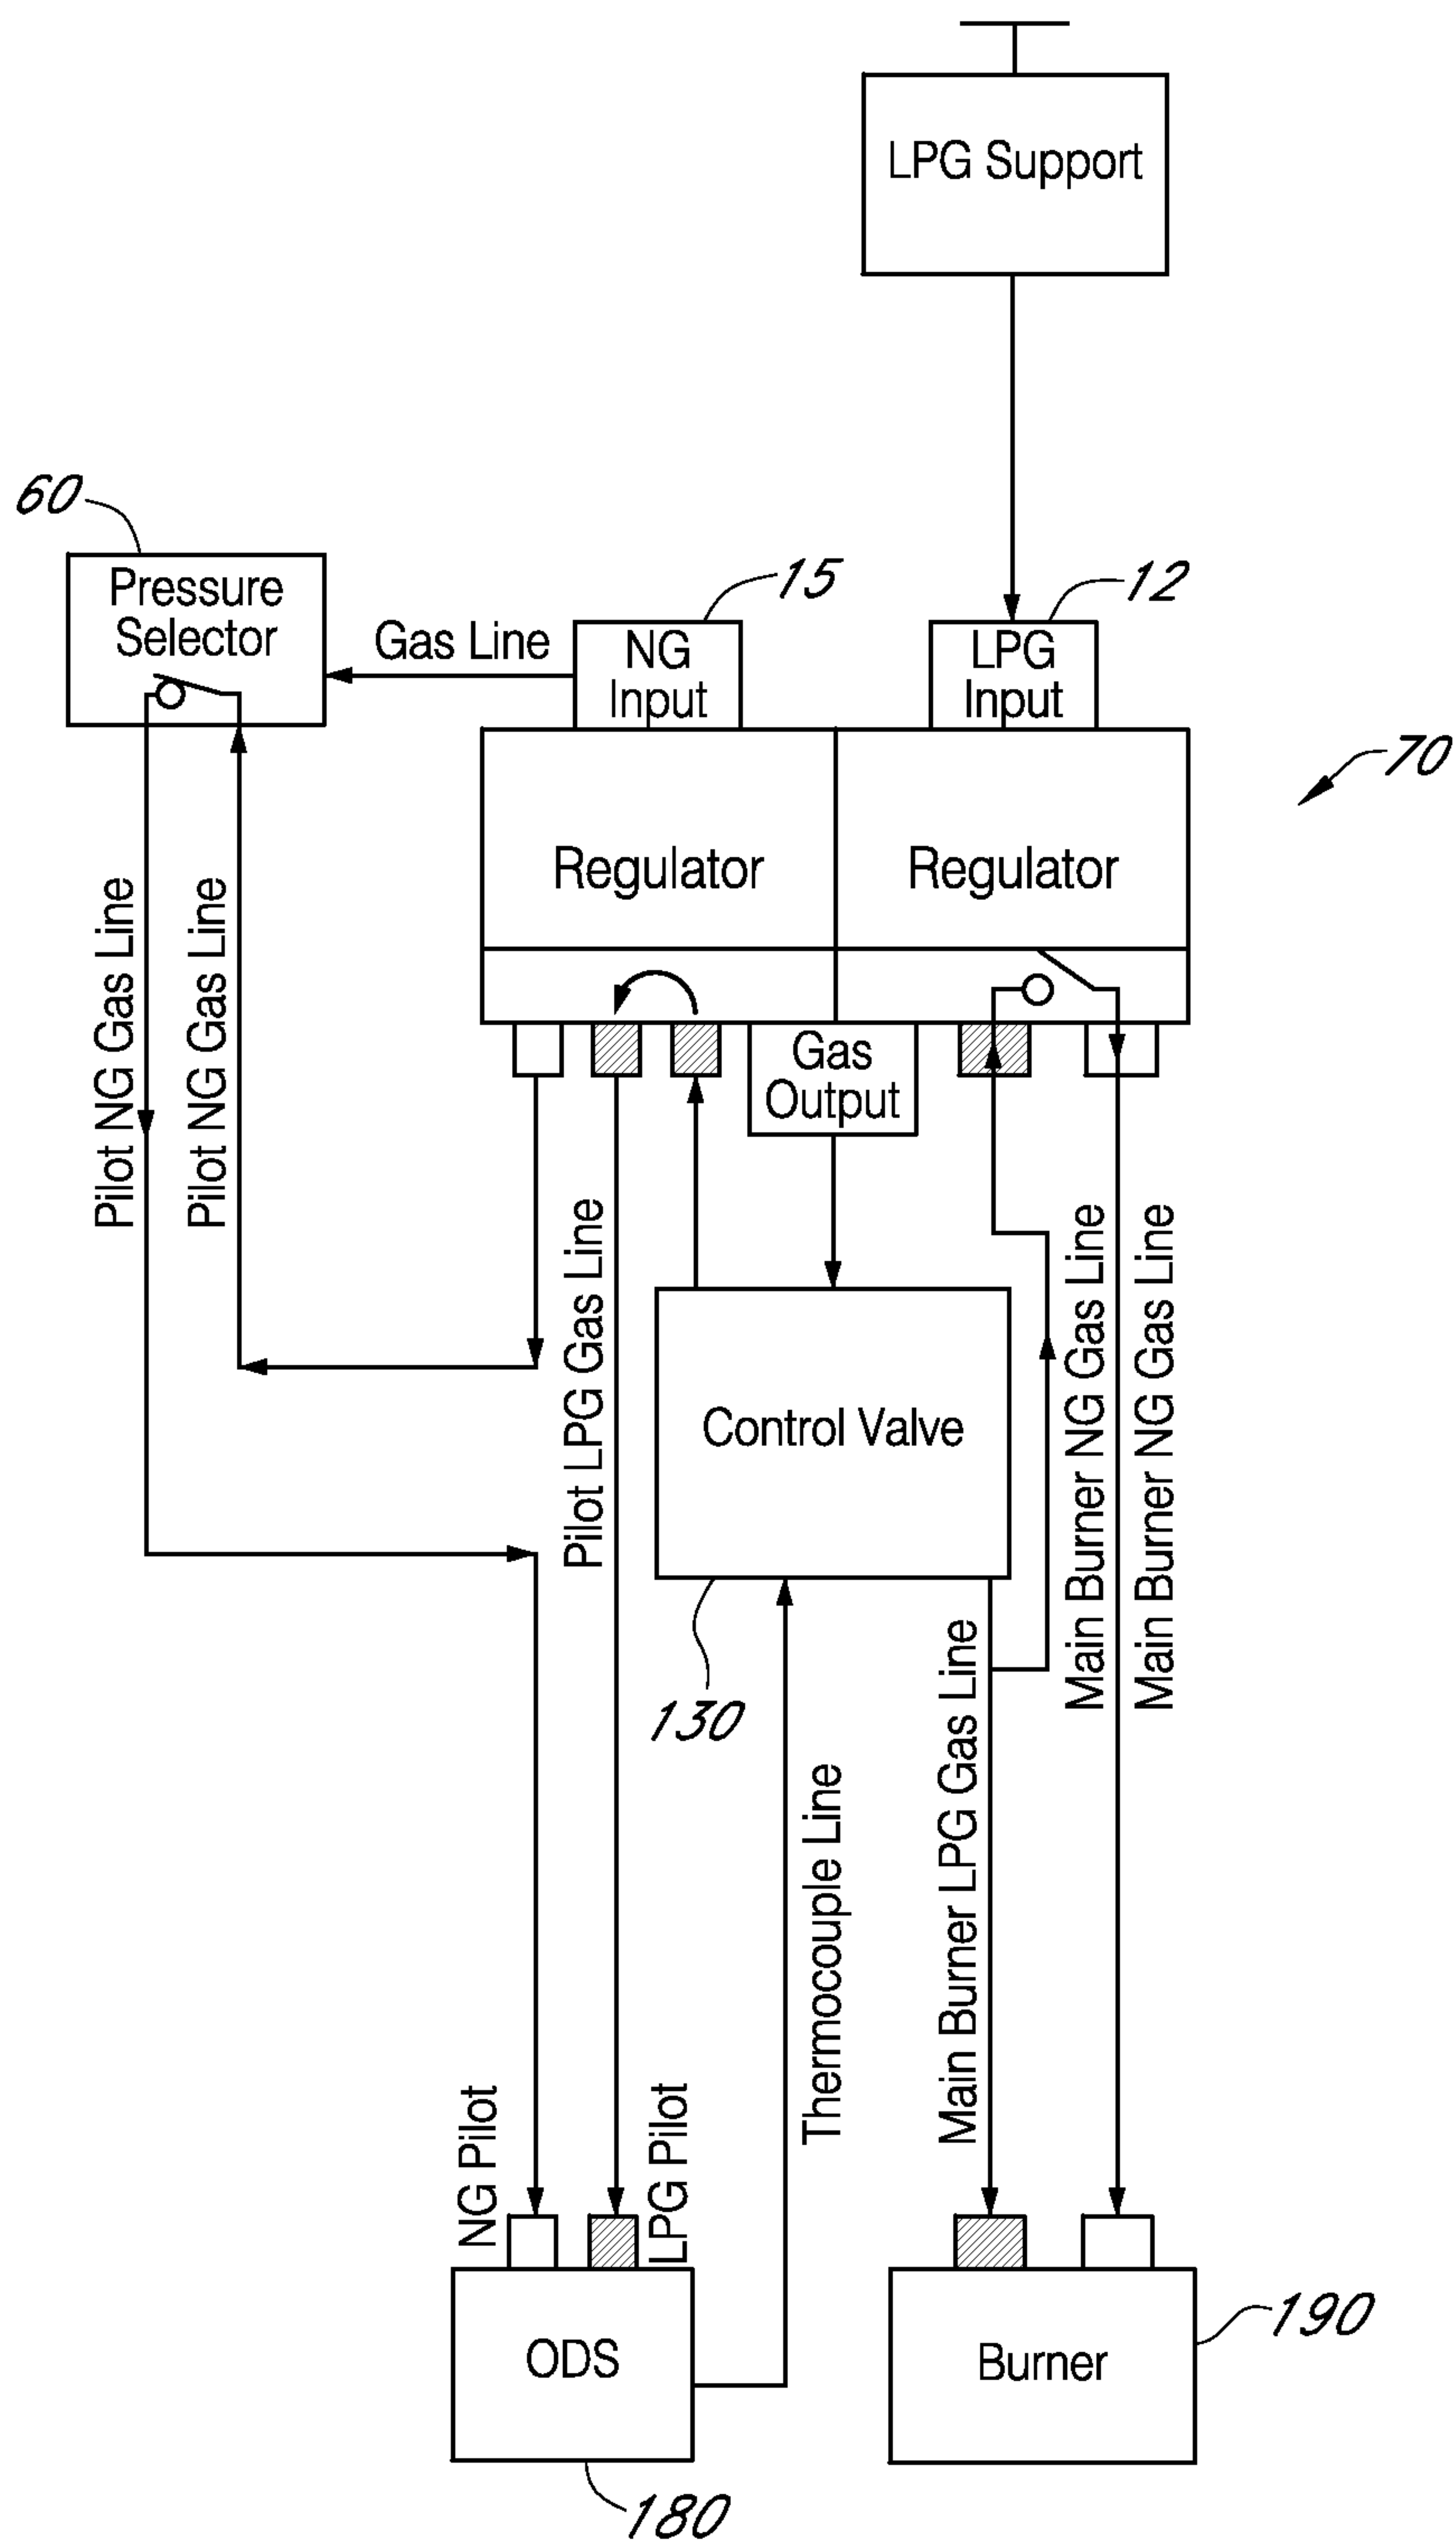 LPG Support
60
Pressure
Selector
Gas Line
15
NG
Input
12
LPG
Input
70
Regulator
Regulator
Pilot NG Gas Line
Pilot NG Gas Line
Gas
Output
Pilot LPG Gas Line
Control Valve
Main Burner NG Gas Line
Main Burner NG Gas Line
130
Main Burner LPG Gas Line
Thermocouple Line
NG Pilot
LPG Pilot
ODS
180
Burner
190